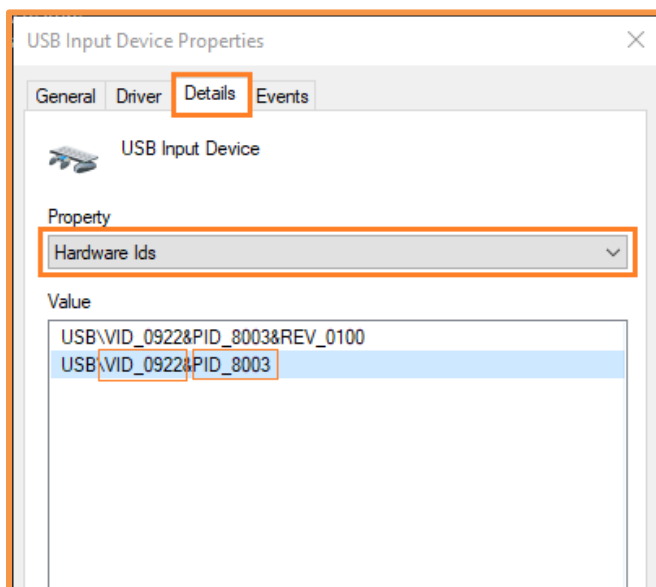 USB Input Device Properties
General Driver Details Events
USB Input Device
Property
Hardware Ids
Value
USB\VID_0922&PID_8003&REV_0100
USB\VID_0922&PID_8003